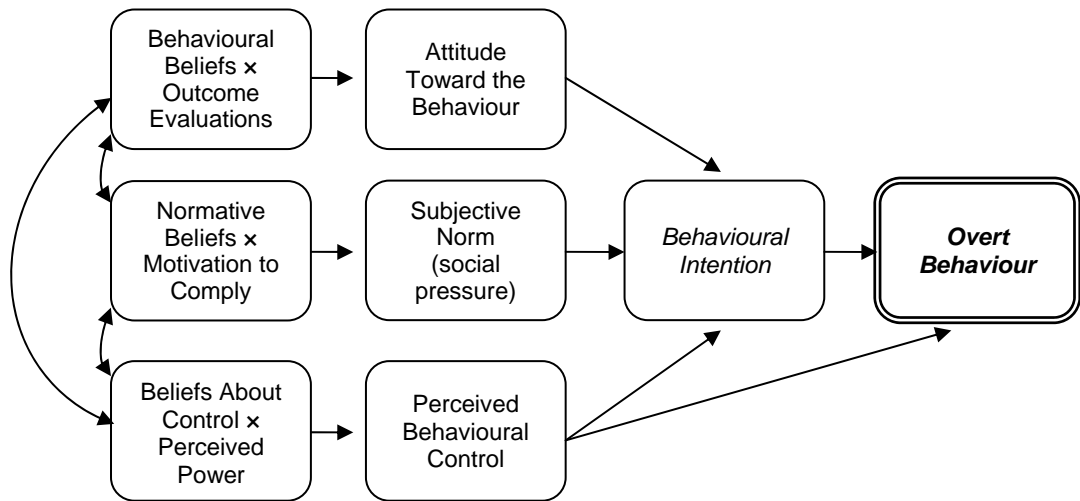 Behavioural
Beliefs ×
Outcome
Evaluations
Attitude
Toward the
Behaviour
Normative
Beliefs ×
Motivation to
Comply
Subjective
Norm
(social
pressure)
Behavioural
Intention
Overt
Behaviour
Beliefs About
Control ×
Perceived
Power
Perceived
Behavioural
Control